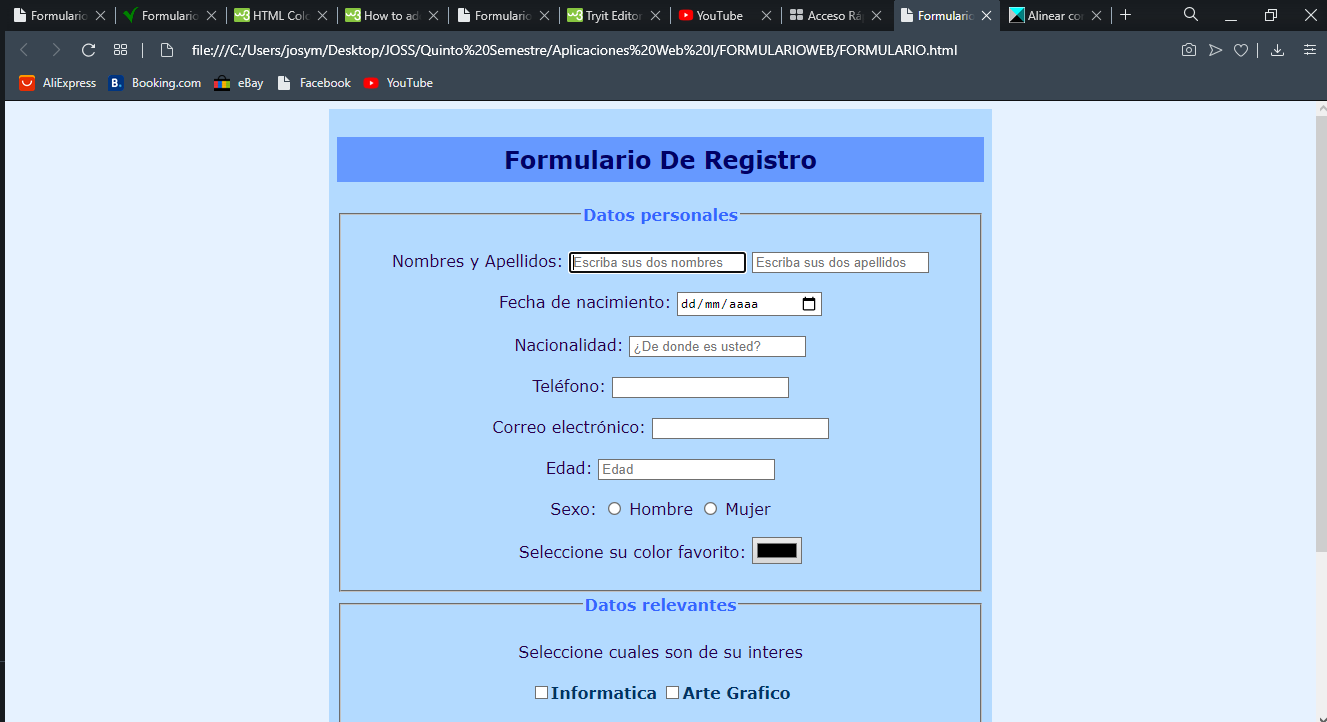 Formulario Formulario HTML Colo How to ad Formulario Tryit Editor YouTube Acceso Rá Formulario Alinear co
file:///C:/Users/josym/Desktop/JOSS/Quinto%20Semestre/Aplicaciones%20Web%20I/FORMULARIOWEB/FORMULARIO.html
AliExpress B. Booking.com eBay Facebook YouTube
Formulario De Registro
Datos personales
Nombres y Apellidos: Escriba sus dos nombres Escriba sus dos apellidos
Fecha de nacimiento: dd/mm/aaaa
Nacionalidad: ¿De donde es usted?
Teléfono:
Correo electrónico:
Edad: Edad
Sexo: Hombre Mujer
Seleccione su color favorito:
Datos relevantes
Seleccione cuales son de su interes
Informatica Arte Grafico